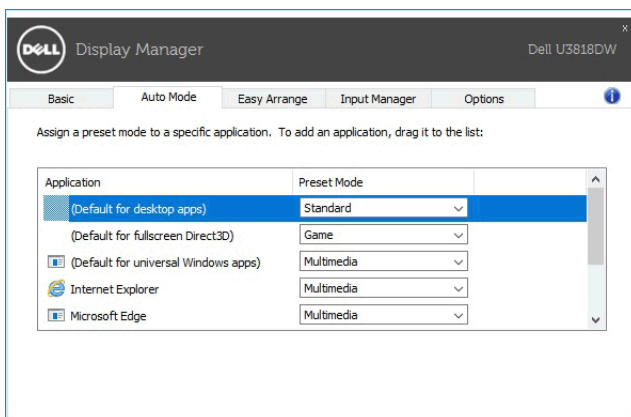 DELL Display Manager Dell U3818DW x
Basic Auto Mode Easy Arrange Input Manager Options i
Assign a preset mode to a specific application. To add an application, drag it to the list:
Application Preset Mode
(Default for desktop apps) Standard
(Default for fullscreen Direct3D) Game
(Default for universal Windows apps) Multimedia
Internet Explorer Multimedia
Microsoft Edge Multimedia